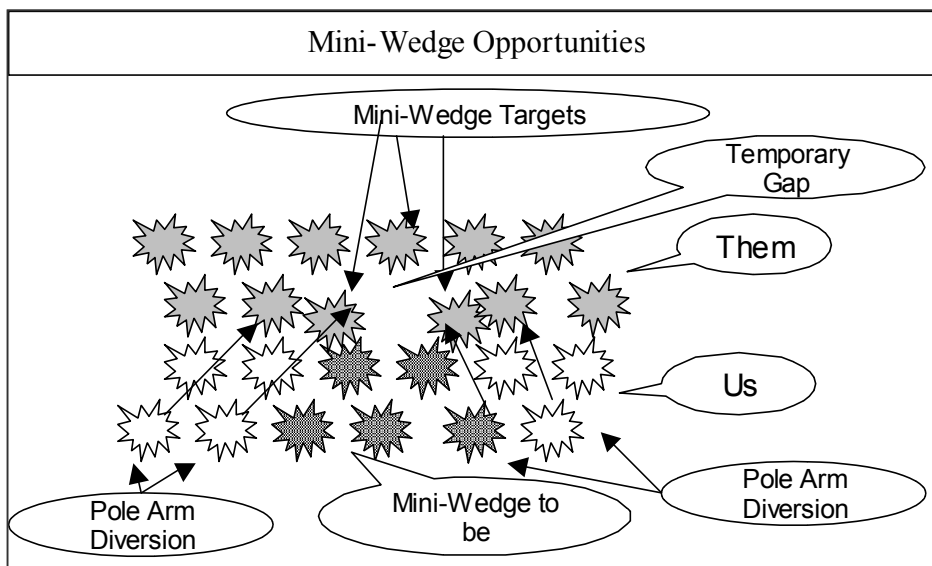 Mini-Wedge Opportunities
Mini-Wedge Targets
Temporary
Gap
Them
Us
Pole Arm
Diversion
Mini-Wedge to
be
Pole Arm
Diversion